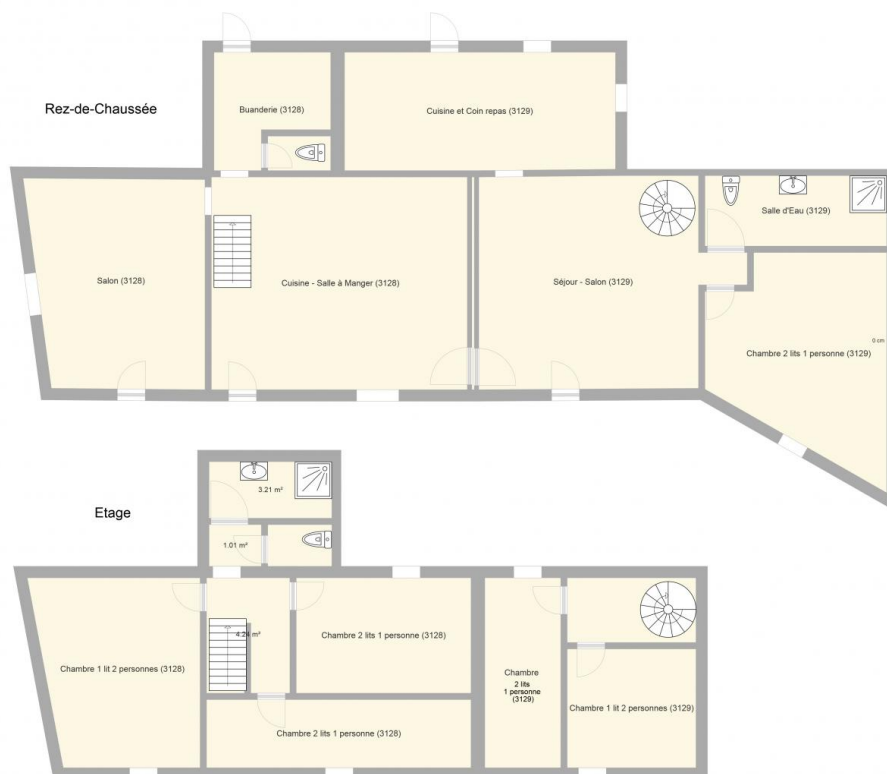 Rez-de-Chaussée
Buanderie (3128)
Cuisine et Coin repas (3129)
Salle d'Eau (3129)
Salon (3128)
Cuisine - Salle à Manger (3128)
Séjour - Salon (3129)
0 cm
Chambre 2 lits 1 personne (3129)
Etage
3.21 m²
1.01 m²
4.24 m²
Chambre 2 lits 1 personne (3128)
Chambre 1 lit 2 personnes (3128)
Chambre
2 lits
1 personne
(3129)
Chambre 1 lit 2 personnes (3129)
Chambre 2 lits 1 personne (3128)